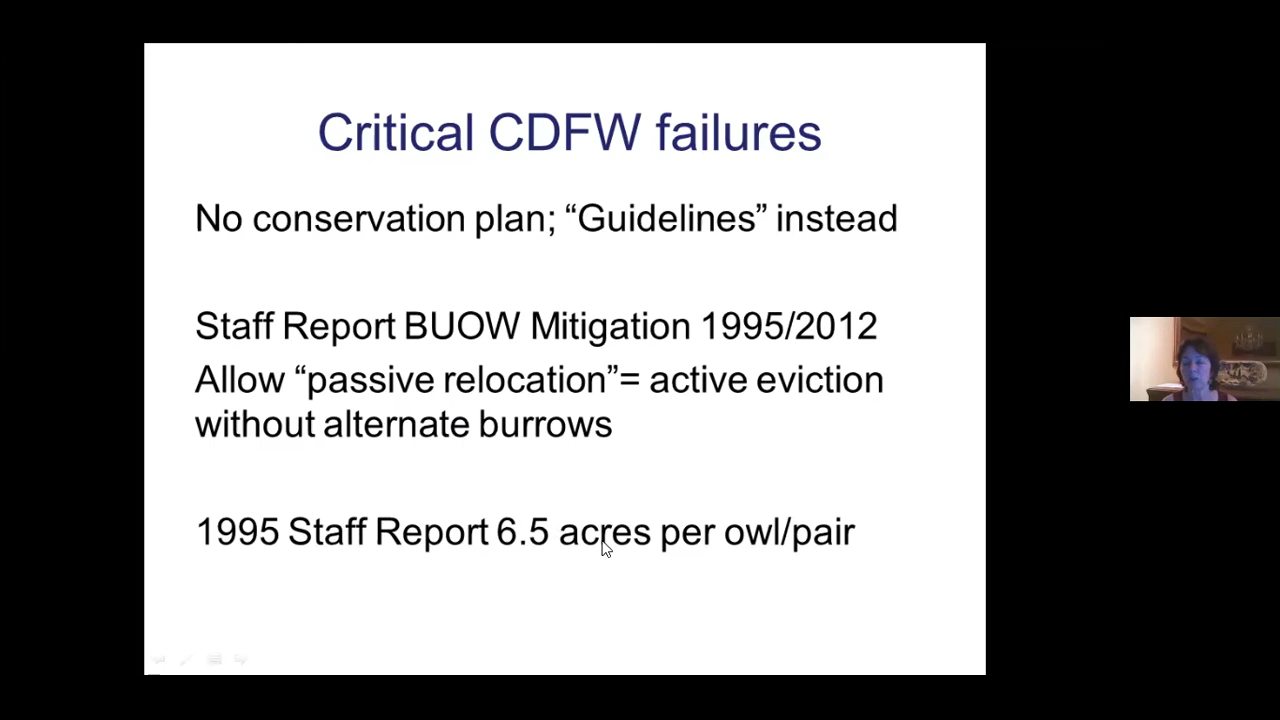 Critical CDFW failures
No conservation plan; “Guidelines” instead
Staff Report BUOW Mitigation 1995/2012
Allow “passive relocation”= active eviction
without alternate burrows
1995 Staff Report 6.5 acres per owl/pair